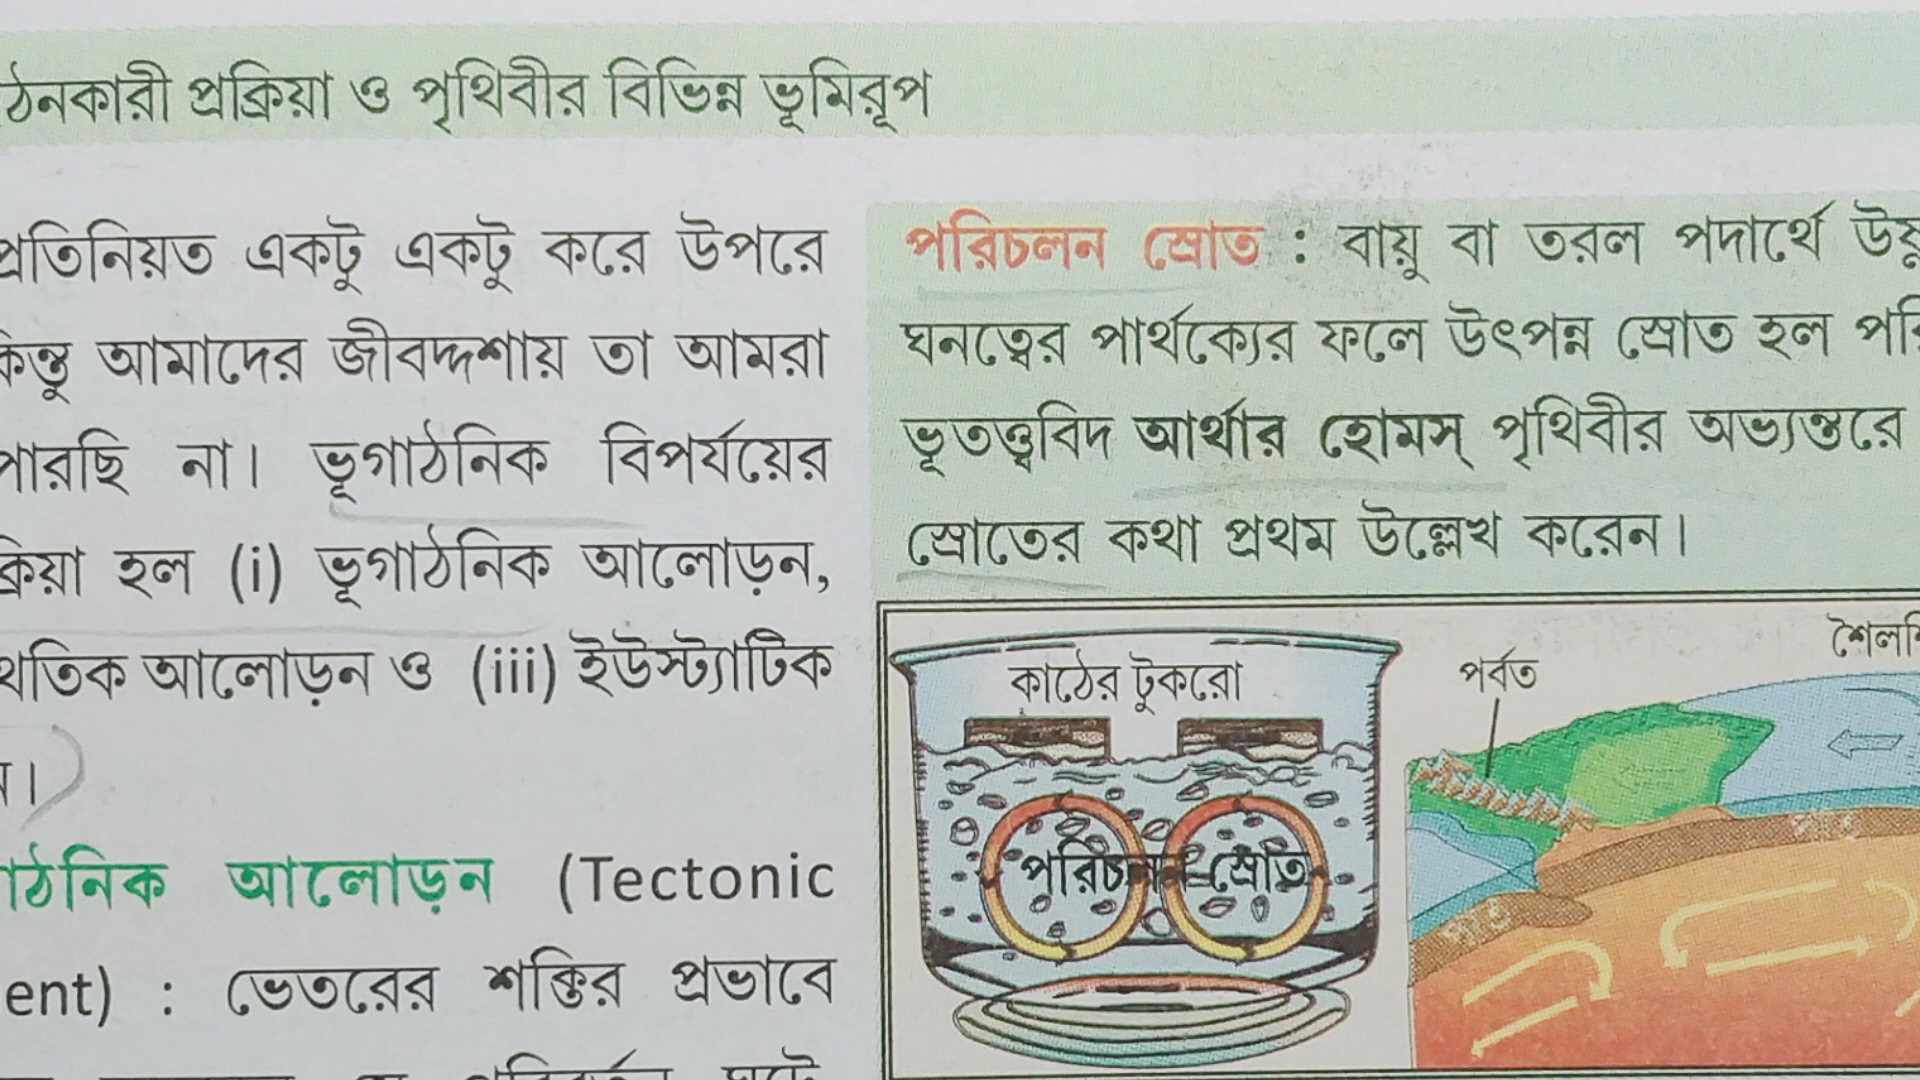 ঠনকারী প্রক্রিয়া ও পৃথিবীর বিভিন্ন ভূমিরূপ
প্রতিনিয়ত একটু একটু করে উপরে
কিন্তু আমাদের জীবদ্দশায় তা আমরা
পারছি না। ভূগাঠনিক বিপর্যয়ের
ক্রিয়া হল (i) ভূগাঠনিক আলোড়ন,
থতিক আলোড়ন ও (iii) ইউস্ট্যাটিক
ন।
গাঠনিক আলোড়ন (Tectonic
ent) : ভেতরের শক্তির প্রভাবে
পরিচলন স্রোত : বায়ু বা তরল পদার্থে
ঘনত্বের পার্থক্যের ফলে উৎপন্ন স্রোত হল পরি
ভূতত্ত্ববিদ আর্থার হোমস্ পৃথিবীর অভ্যন্তরে
স্রোতের কথা প্রথম উল্লেখ করেন।
কাঠের টুকরো
পরিচলন স্রোত
শৈলশি
পর্বত
পাত
পাত